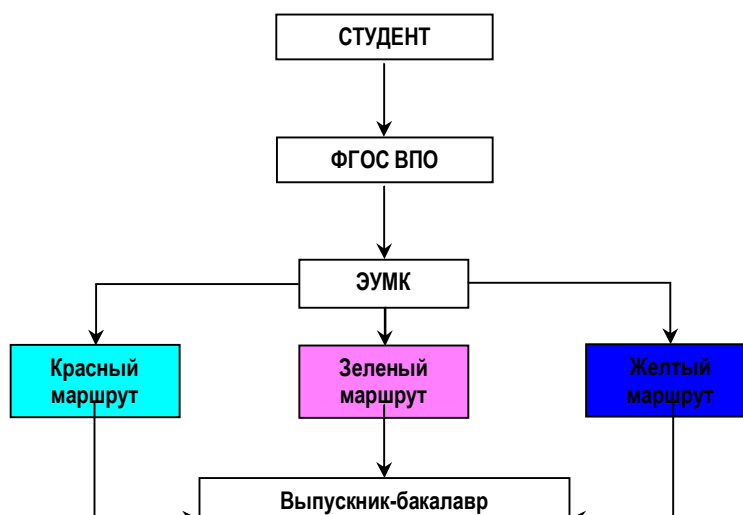 СТУДЕНТ
ФГОС ВПО
ЭУМК
Красный
маршрут
Зеленый
маршрут
Желтый
маршрут
Выпускник-бакалавр